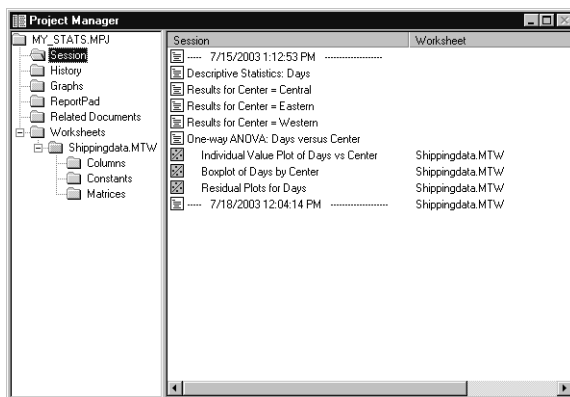 Project Manager
MY_STATS.MPJ
Session
History
Graphs
ReportPad
Related Documents
Worksheets
Shippingdata.MTW
Columns
Constants
Matrices
Session Worksheet
---- 7/15/2003 1:12:53 PM -------------------
Descriptive Statistics: Days
Results for Center = Central
Results for Center = Eastern
Results for Center = Western
One-way ANOVA: Days versus Center
Individual Value Plot of Days vs Center Shippingdata.MTW
Boxplot of Days by Center Shippingdata.MTW
Residual Plots for Days Shippingdata.MTW
---- 7/18/2003 12:04:14 PM ------------------- Shippingdata.MTW